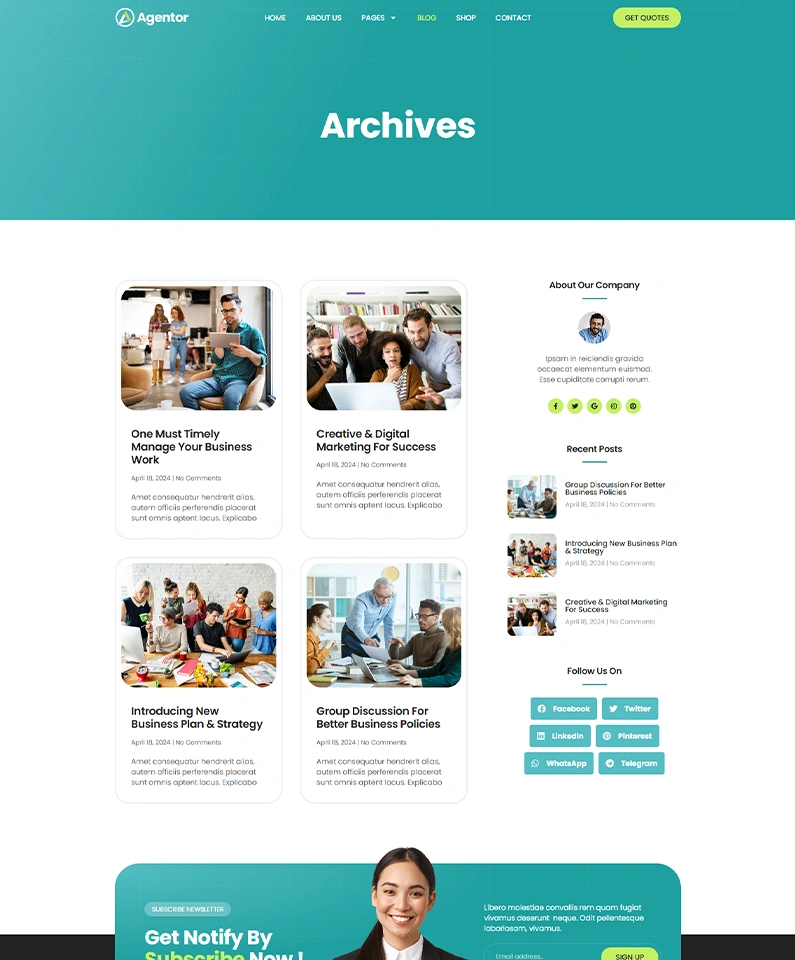 Agentor
HOME ABOUT US PAGES BLOG SHOP CONTACT
GET QUOTES
Archives
One Must Timely
Manage Your Business
Work
April 18, 2024 | No Comments
Amet consequatur hendrerit alias,
autem officiis perferendis placerat
sunt omnis aptent lacus. Explicabo
Creative & Digital
Marketing For Success
April 18, 2024 | No Comments
Amet consequatur hendrerit alias,
autem officiis perferendis placerat
sunt omnis aptent lacus. Explicabo
Introducing New
Business Plan & Strategy
April 18, 2024 | No Comments
Amet consequatur hendrerit alias,
autem officiis perferendis placerat
sunt omnis aptent lacus. Explicabo
Group Discussion For
Better Business Policies
April 18, 2024 | No Comments
Amet consequatur hendrerit alias,
autem officiis perferendis placerat
sunt omnis aptent lacus. Explicabo
About Our Company
Ipsam in reiciendis gravida
occaecat elementum euismod.
Esse cupiditate corrupti rerum.
Recent Posts
Group Discussion For Better
Business Policies
April 18, 2024 | No Comments
Introducing New Business Plan
& Strategy
April 18, 2024 | No Comments
Creative & Digital Marketing
For Success
April 18, 2024 | No Comments
Follow Us On
Facebook
Twitter
LinkedIn
Pinterest
WhatsApp
Telegram
SUBSCRIBE NEWSLETTER
Get Notify By
Subscribe Now !
Libero molestiae convallis rem quam fugiat
vivamus deserunt neque. Odit pellentesque
laboriosam, vivamus.
Email address..
SIGN UP